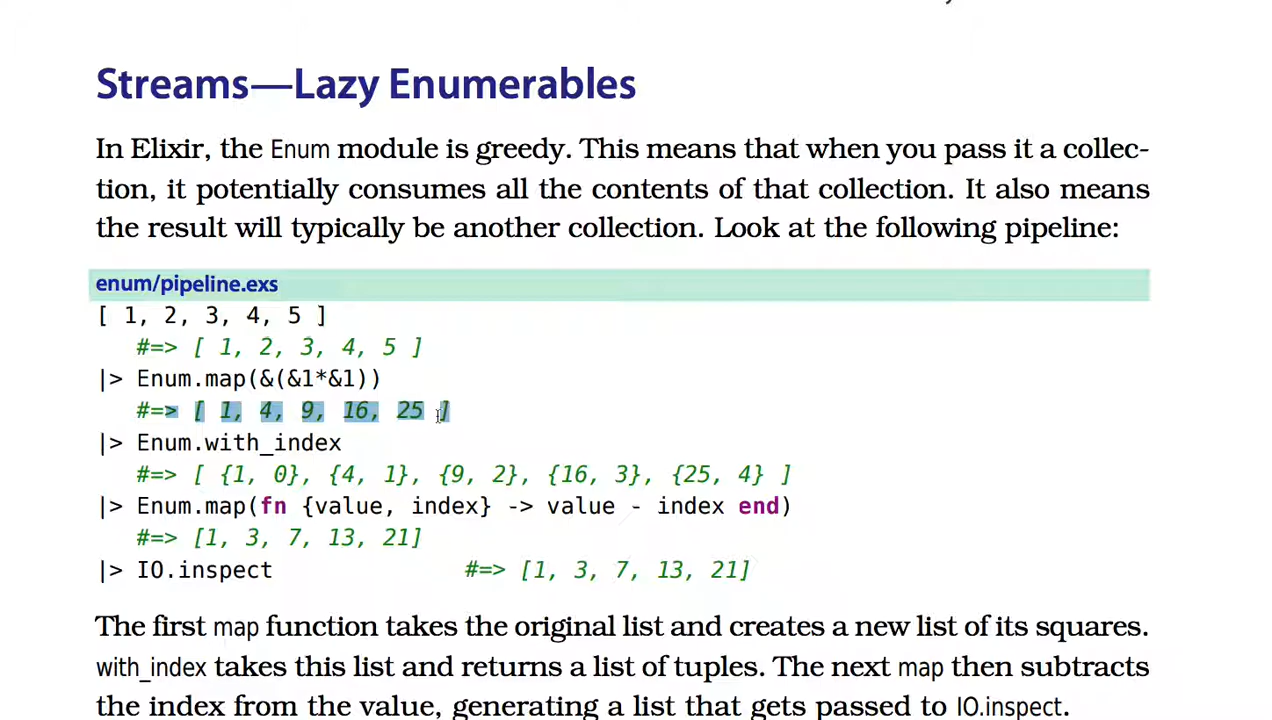 Streams—Lazy Enumerables
In Elixir, the Enum module is greedy. This means that when you pass it a collec-
tion, it potentially consumes all the contents of that collection. It also means
the result will typically be another collection. Look at the following pipeline:
enum/pipeline.exs
[ 1, 2, 3, 4, 5 ]
#=> [ 1, 2, 3, 4, 5 ]
|> Enum.map(&(&1*&1))
#=> [ 1, 4, 9, 16, 25 ]
|> Enum.with_index
#=> [ {1, 0}, {4, 1}, {9, 2}, {16, 3}, {25, 4} ]
|> Enum.map(fn {value, index} -> value - index end)
#=> [1, 3, 7, 13, 21]
|> IO.inspect #=> [1, 3, 7, 13, 21]
The first map function takes the original list and creates a new list of its squares.
with_index takes this list and returns a list of tuples. The next map then subtracts
the index from the value, generating a list that gets passed to IO.inspect.